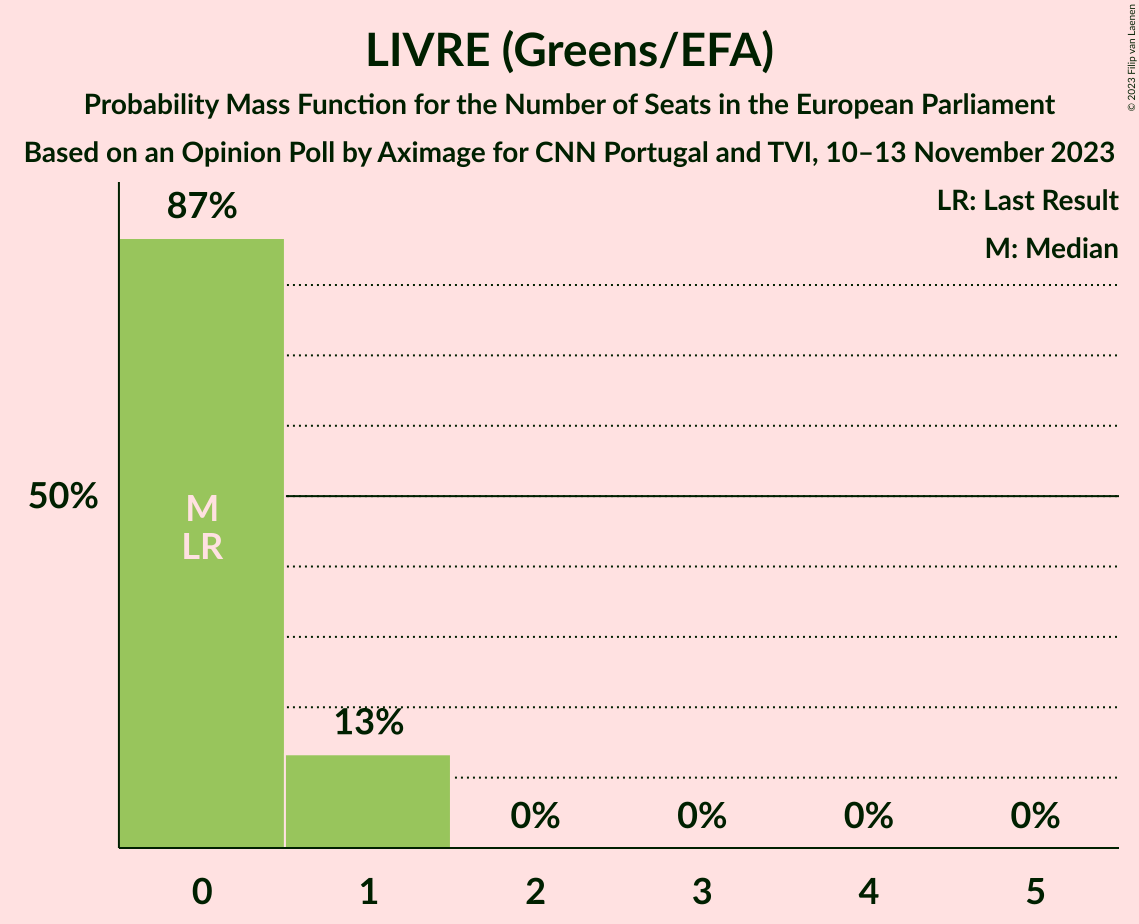 LIVRE (Greens/EFA)
Probability Mass Function for the Number of Seats in the European Parliament
Based on an Opinion Poll by Aximage for CNN Portugal and TVI, 10–13 November 2023
© 2023 Filip van Laenen
LR: Last Result
M: Median
87%
50%
M
LR
13%
0% 0% 0% 0%
0 1 2 3 4 5